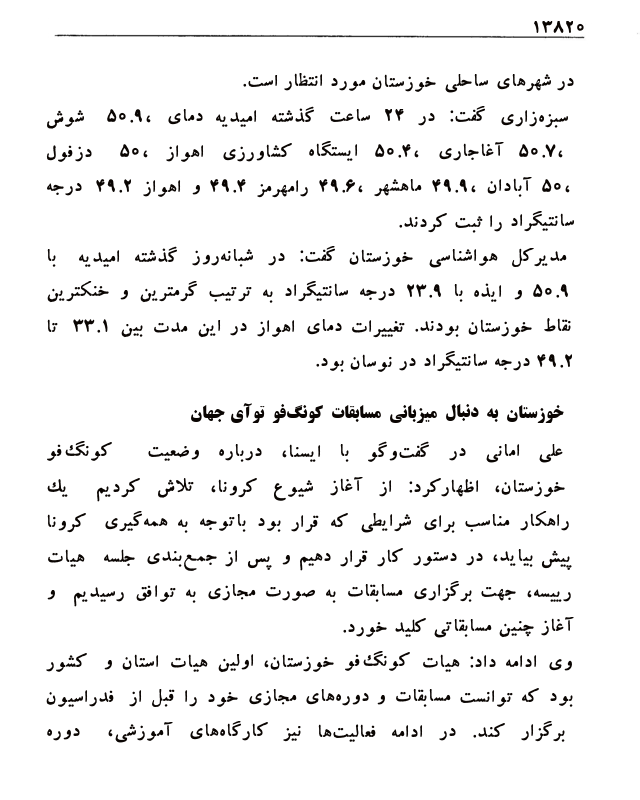 ۱۳۸۲۰
در شهرهای ساحلی خوزستان مورد انتظار است.
سبزه‌زاری گفت: در ۲۴ ساعت گذشته امیدیه دمای ۵۰.۹، شوش
۵۰.۷، آغاجاری ۵۰.۴، ایستگاه کشاورزی اهواز ۵۰، دزفول
۵۰، آبادان ۴۹.۹، ماهشهر ۴۹.۶، رامهرمز ۴۹.۴ و اهواز ۴۹.۲ درجه
سانتیگراد را ثبت کردند.
مدیرکل هواشناسی خوزستان گفت: در شبانه‌روز گذشته امیدیه با
۵۰.۹ و ایذه با ۲۳.۹ درجه سانتیگراد به ترتیب گرمترین و خنکترین
نقاط خوزستان بودند. تغییرات دمای اهواز در این مدت بین ۳۳.۱ تا
۴۹.۲ درجه سانتیگراد در نوسان بود.
خوزستان به دنبال میزبانی مسابقات کونگ‌فو توآی جهان
علی امانی در گفت‌وگو با ایسنا، درباره وضعیت کونگ‌فو
خوزستان، اظهارکرد: از آغاز شیوع کرونا، تلاش کردیم یك
راهکار مناسب برای شرایطی که قرار بود باتوجه به همه‌گیری کرونا
پیش بیاید، در دستور کار قرار دهیم و پس از جمع‌بندی جلسه هیات
رییسه، جهت برگزاری مسابقات به صورت مجازی به توافق رسیدیم و
آغاز چنین مسابقاتی کلید خورد.
وی ادامه داد: هیات کونگ‌فو خوزستان، اولین هیات استان و کشور
بود که توانست مسابقات و دوره‌های مجازی خود را قبل از فدراسیون
برگزار کند. در ادامه فعالیت‌ها نیز کارگاه‌های آموزشی، دوره